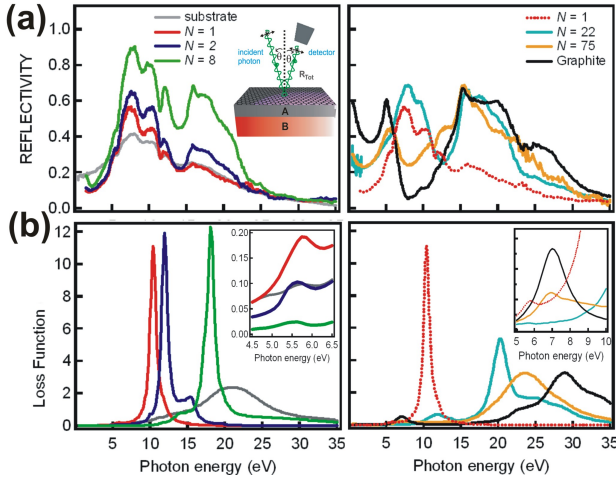 (a)
REFLECTIVITY
1.0
0.8
0.6
0.4
0.2
0.0
substrate
N = 1
N = 2
N = 8
incident
photon
θ
θ
detector
R_Tot
A
B
N = 1
N = 22
N = 75
Graphite
(b)
Loss Function
12
10
8
6
4
2
0
0.20
0.15
0.10
0.05
0.00
4.5 5.0 5.5 6.0 6.5
Photon energy (eV)
5 6 7 8 9 10
Photon energy (eV)
5 10 15 20 25 30 35
5 10 15 20 25 30 35
Photon energy (eV)
Photon energy (eV)